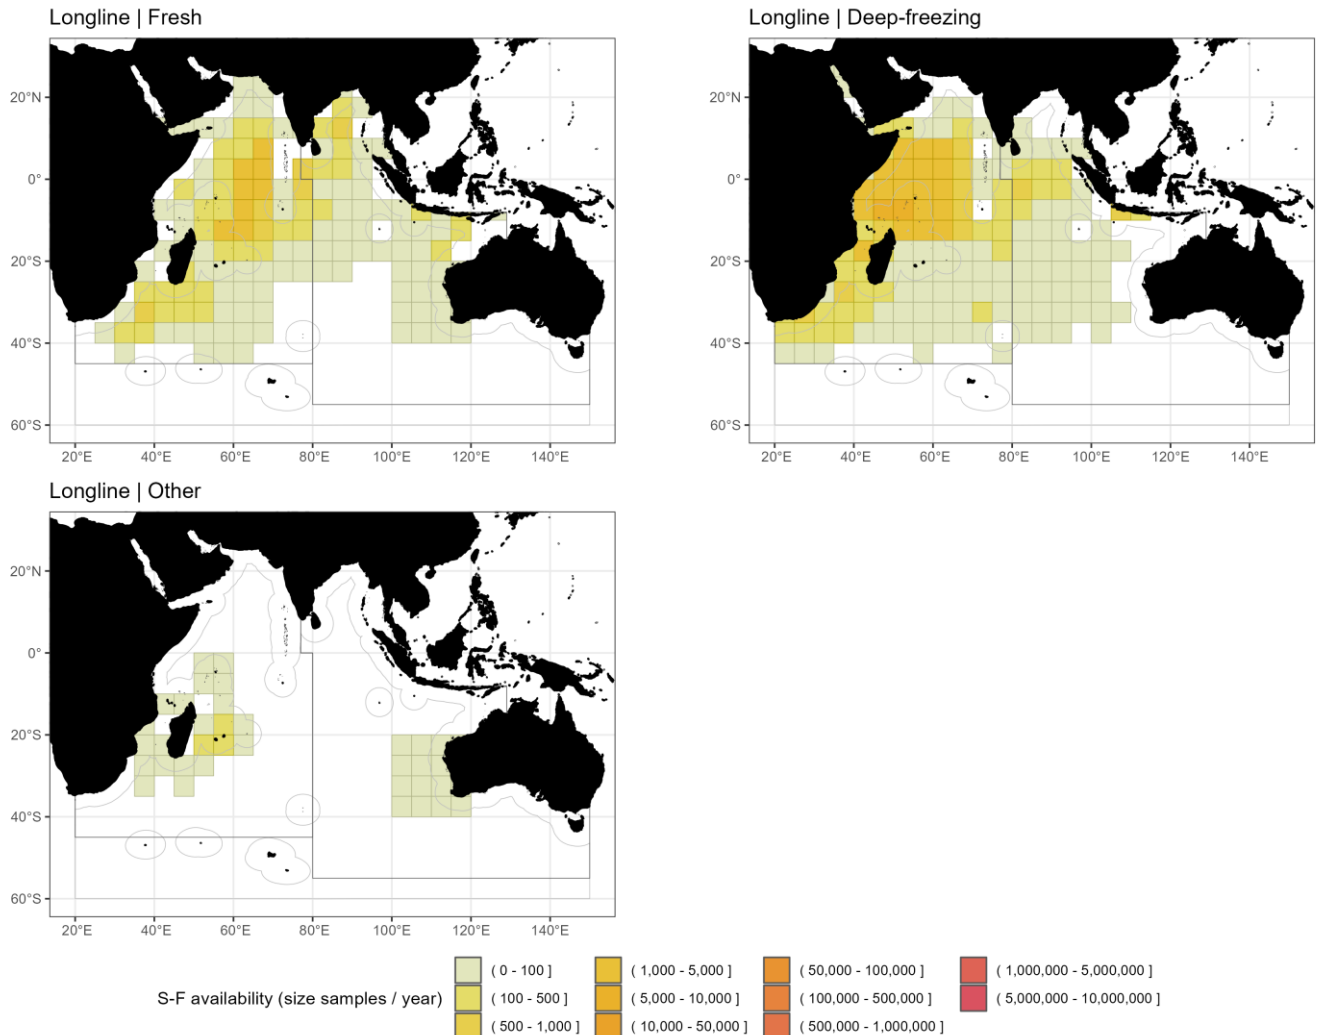 Longline | Fresh
Longline | Deep-freezing
20°N
0°
20°S
40°S
60°S
20°E 40°E 60°E 80°E 100°E 120°E 140°E
20°N
0°
20°S
40°S
60°S
20°E 40°E 60°E 80°E 100°E 120°E 140°E
Longline | Other
20°N
0°
20°S
40°S
60°S
20°E 40°E 60°E 80°E 100°E 120°E 140°E
S-F availability (size samples / year)
( 0 - 100 ]
( 100 - 500 ]
( 500 - 1,000 ]
( 1,000 - 5,000 ]
( 5,000 - 10,000 ]
( 10,000 - 50,000 ]
( 50,000 - 100,000 ]
( 100,000 - 500,000 ]
( 500,000 - 1,000,000 ]
( 1,000,000 - 5,000,000 ]
( 5,000,000 - 10,000,000 ]